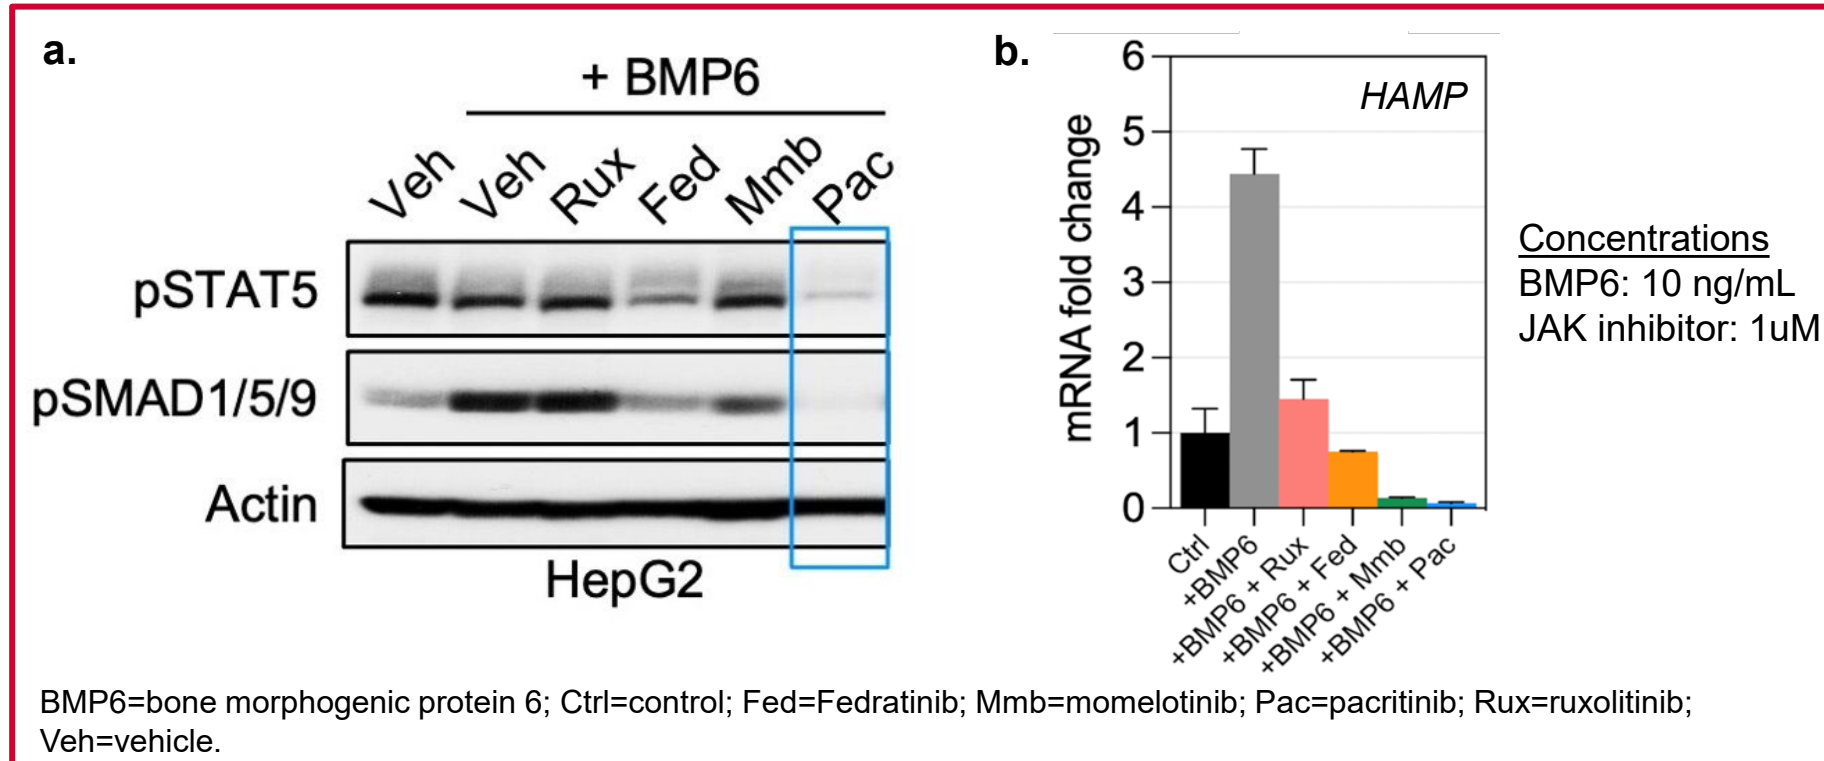 a.
+ BMP6
Veh Veh Rux Fed Mmb Pac
pSTAT5
pSMAD1/5/9
Actin
HepG2
b.
HAMP
mRNA fold change
6
5
4
3
2
1
0
Ctrl
+BMP6
+BMP6 + Rux
+BMP6 + Fed
+BMP6 + Mmb
+BMP6 + Pac
Concentrations
BMP6: 10 ng/mL
JAK inhibitor: 1uM
BMP6=bone morphogenic protein 6; Ctrl=control; Fed=Fedratinib; Mmb=momelotinib; Pac=pacritinib; Rux=ruxolitinib;
Veh=vehicle.